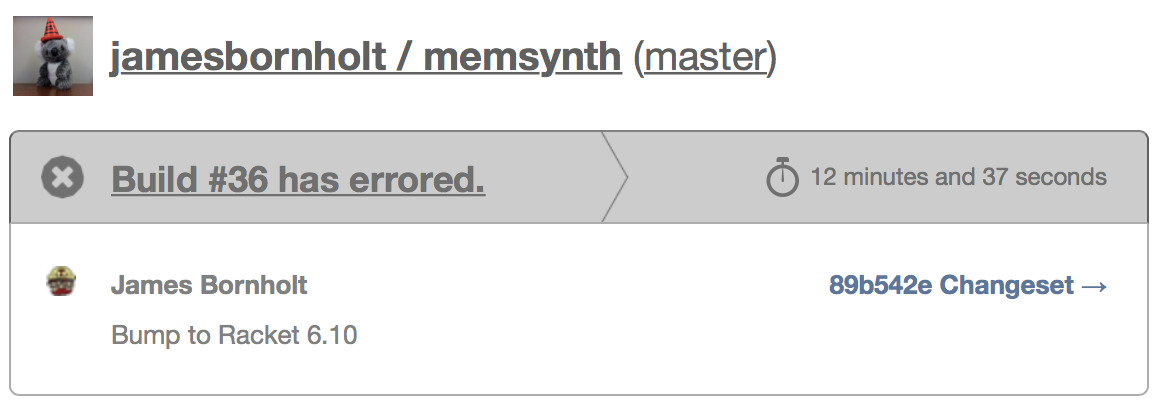 jamesbornholt / memsynth (master)
Build #36 has errored.
12 minutes and 37 seconds
James Bornholt
89b542e Changeset →
Bump to Racket 6.10